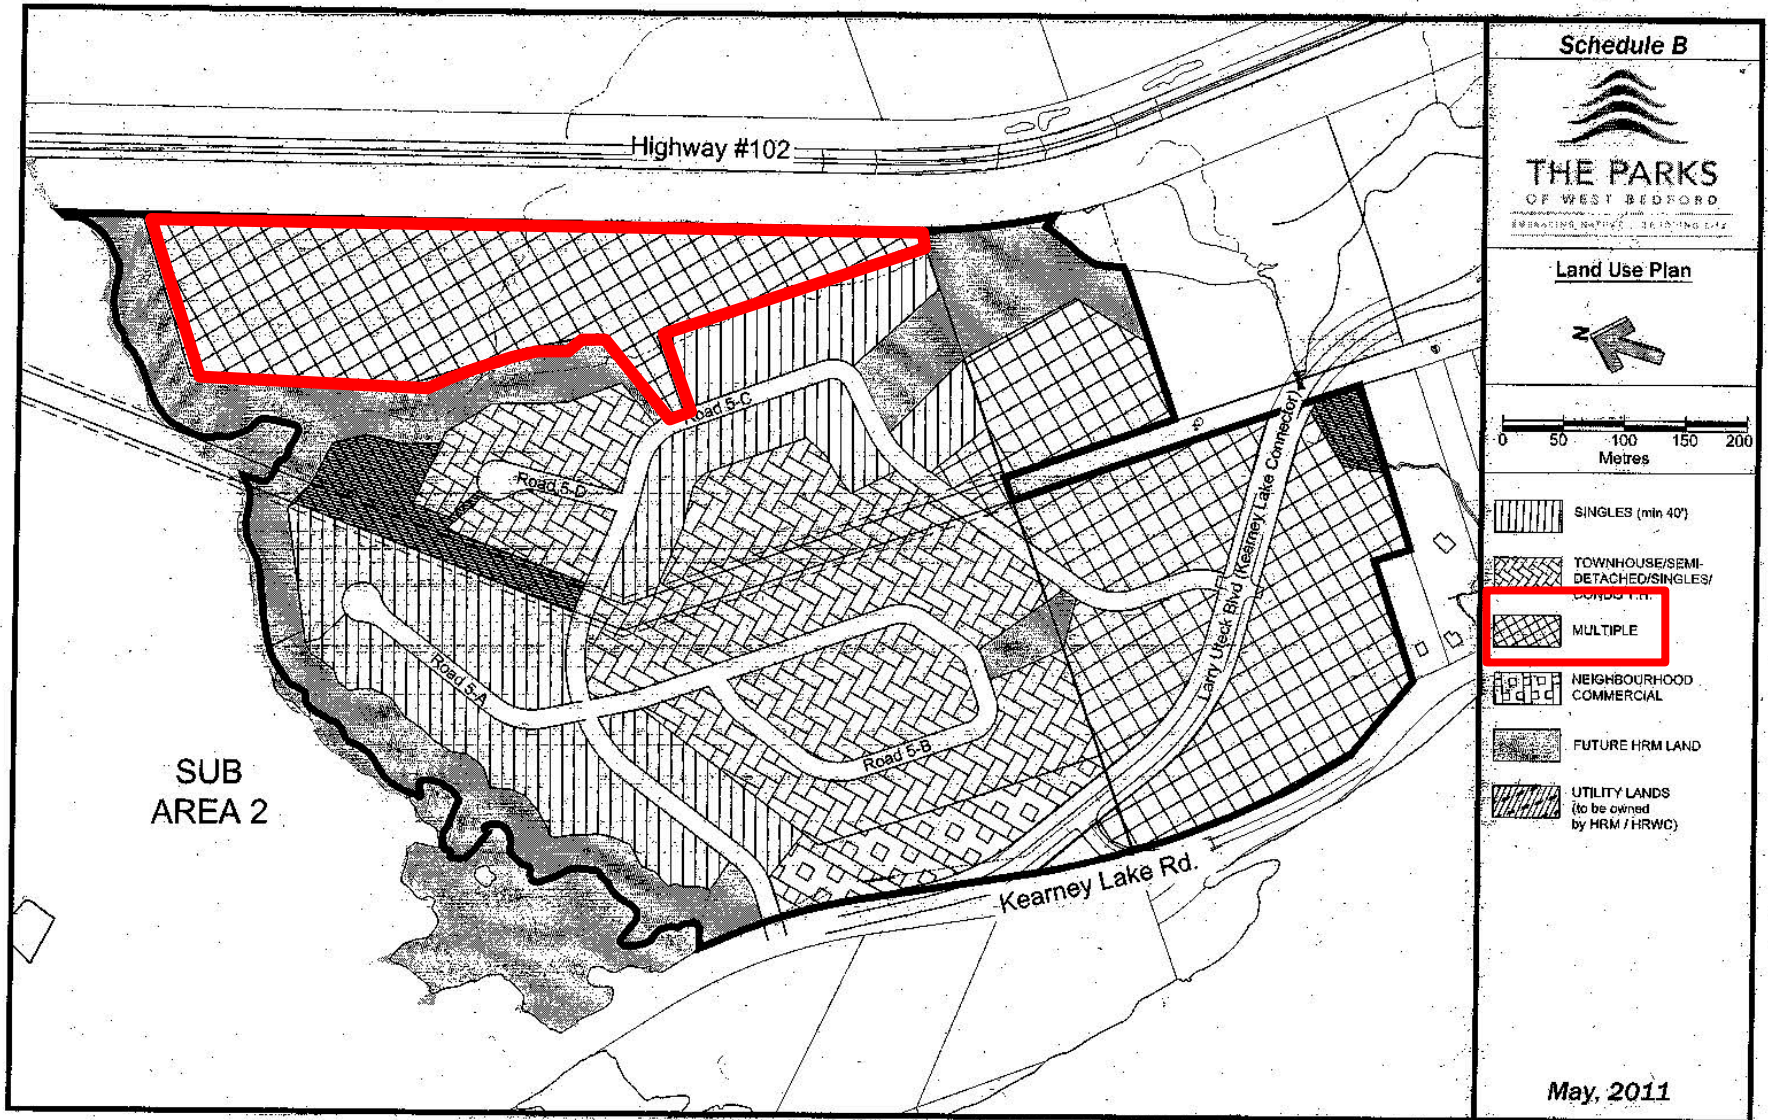 Schedule B
THE PARKS
OF WEST BEDFORD
Land Use Plan
N
0 50 100 150 200
Metres
SINGLES (min 40')
TOWNHOUSE/SEMI-
DETACHED/SINGLES/
MULTIPLE
NEIGHBOURHOOD
COMMERCIAL
FUTURE HRM LAND
UTILITY LANDS
(to be owned
by HRM / HRWC)
May, 2011
Highway #102
Road 5-C
Road 5-D
Road 5-A
Road 5-B
Larry Uteck Blvd Kearney Lake Connector)
Kearney Lake Rd.
SUB
AREA 2